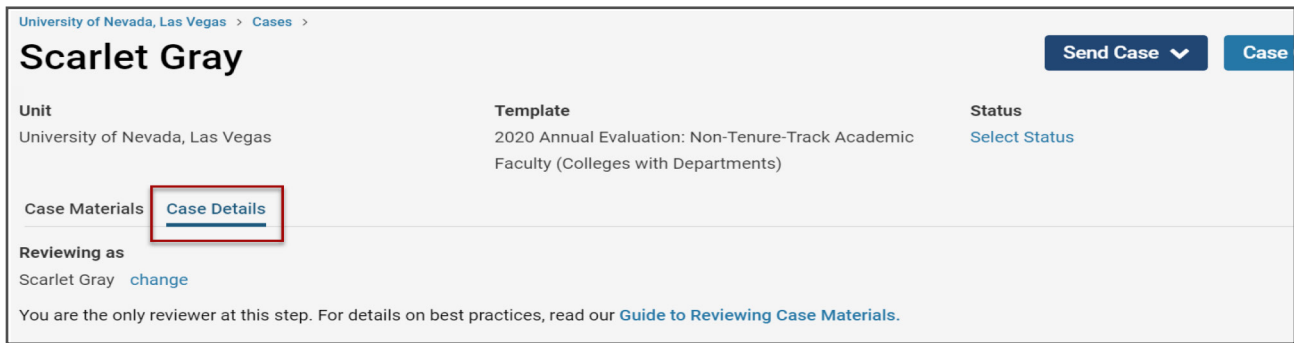 University of Nevada, Las Vegas > Cases >
Scarlet Gray
Send Case
Case
Unit
University of Nevada, Las Vegas
Template
2020 Annual Evaluation: Non-Tenure-Track Academic
Faculty (Colleges with Departments)
Status
Select Status
Case Materials
Case Details
Reviewing as
Scarlet Gray change
You are the only reviewer at this step. For details on best practices, read our Guide to Reviewing Case Materials.